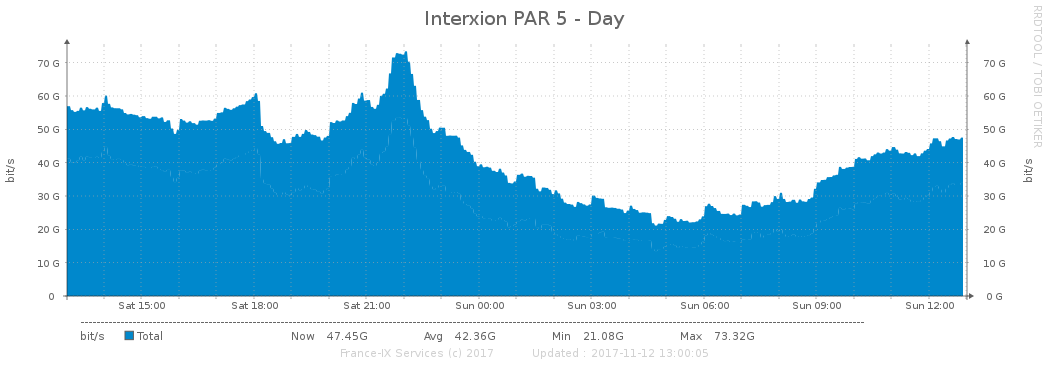 Interxion PAR 5 - Day
RRDTOOL / TOBI OETIKER
bit/s
70 G
60 G
50 G
40 G
30 G
20 G
10 G
0
70 G
60 G
50 G
40 G
30 G
20 G
10 G
0 G
bit/s
Sat 15:00 Sat 18:00 Sat 21:00 Sun 00:00 Sun 03:00 Sun 06:00 Sun 09:00 Sun 12:00
bit/s Total Now 47.45G Avg 42.36G Min 21.08G Max 73.32G
France-IX Services (c) 2017 Updated : 2017-11-12 13:00:05